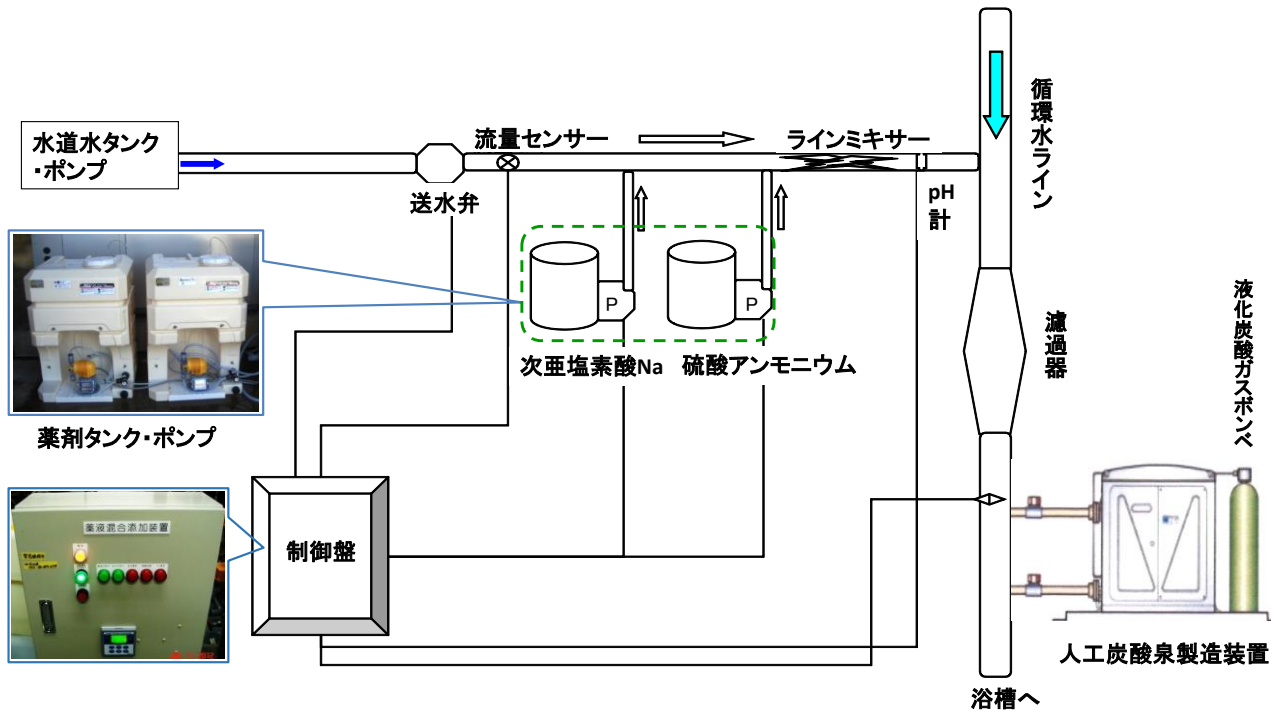 水道水タンク
・ポンプ
流量センサー
ラインミキサー
循環水ライン
送水弁
pH
計
P
P
次亜塩素酸Na
硫酸アンモニウム
濾過器
液化炭酸ガスボンベ
薬剤タンク・ポンプ
薬液混合添加装置
制御盤
人工炭酸泉製造装置
浴槽へ